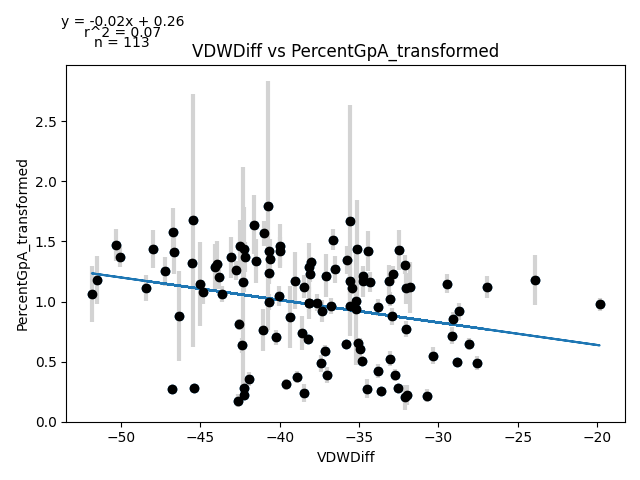 y = -0.02x + 0.26
r^2 = 0.07
n = 113
VDWDiff vs PercentGpA_transformed
PercentGpA_transformed
2.5
2.0
1.5
1.0
0.5
0.0
−50
−45
−40
−35
−30
−25
−20
VDWDiff